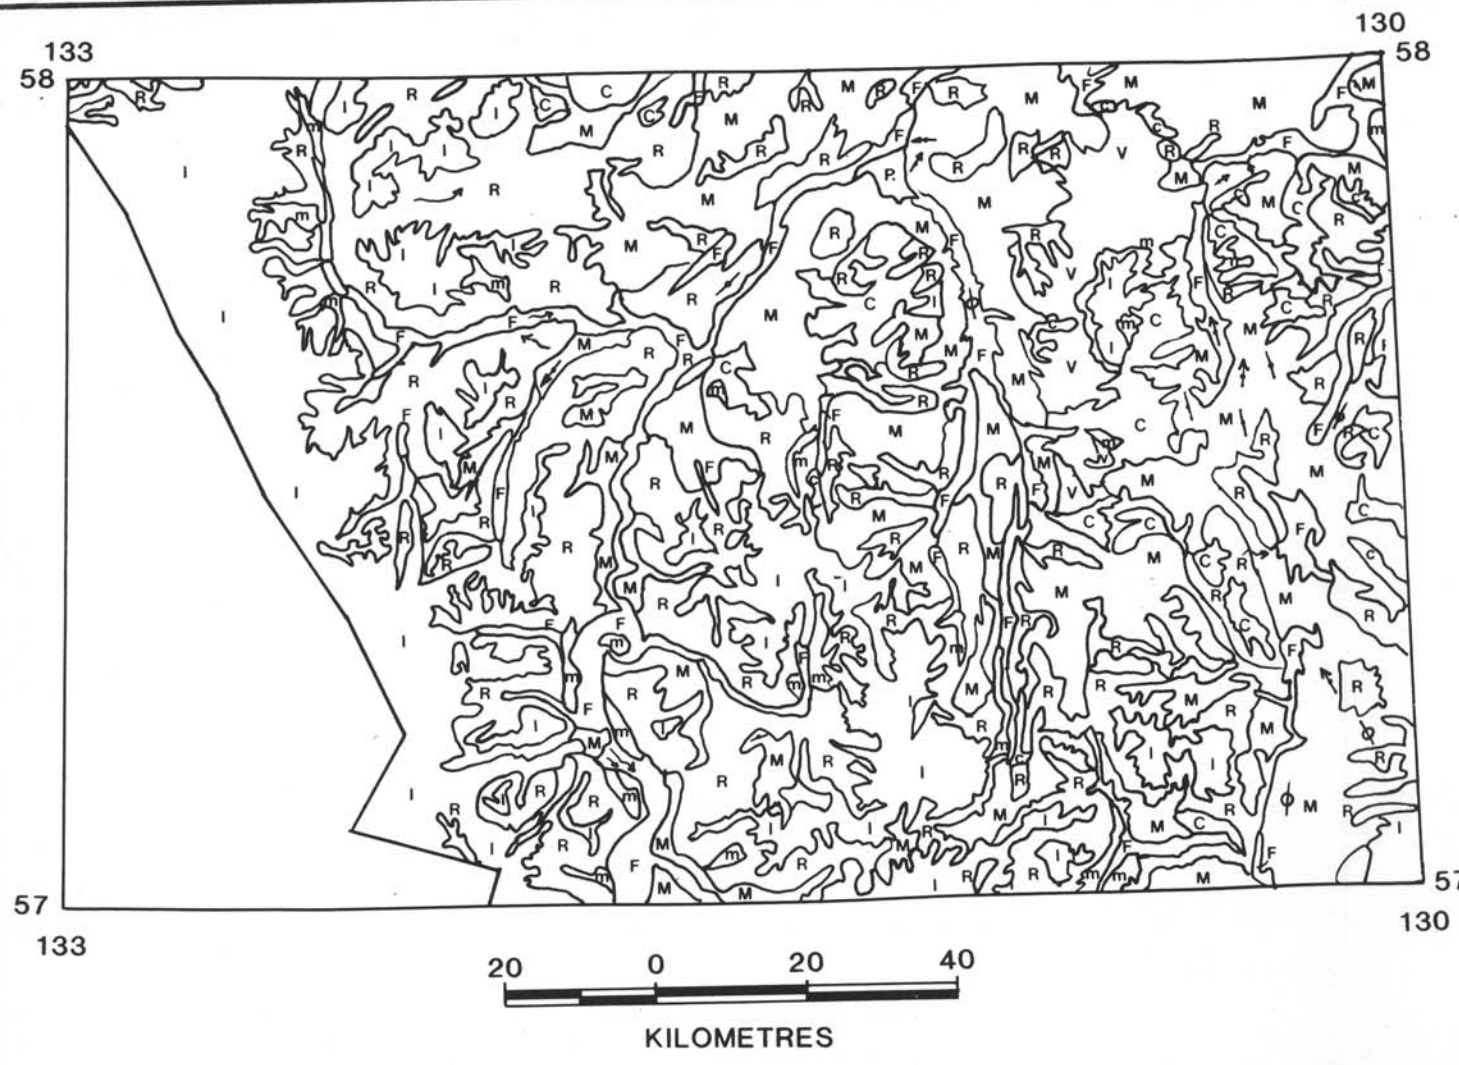 130
133
58
58
R I R I C C F R M R M R F R M F M C M F M
m C C C M R m
R I I I M R M R F R R V R M R F M
I I R R P R M M C M C R
m I R M M R F R M F R m C
I I R m R R F M R R C I M V I C F R R
I m F M R F R M M F C m C M C M R
R I R R C m M R M V M R
F I M M M R R F M M C M R F R C
I M R F m R C R R M V M R M
F R I R R F M R F C C F C
R R R M I R M F R M R M C R M C
I I R M R R M F R M R C R
I F F m I F R R m R F
R m R M R m m I M R R M R R
I F M m R M R I R m C R R I I M R
I I R R m R I I M R M C R M R I
I R M F M m M R I R M I R I R m m F M F
57
57
133
130
20 0 20 40
KILOMETRES